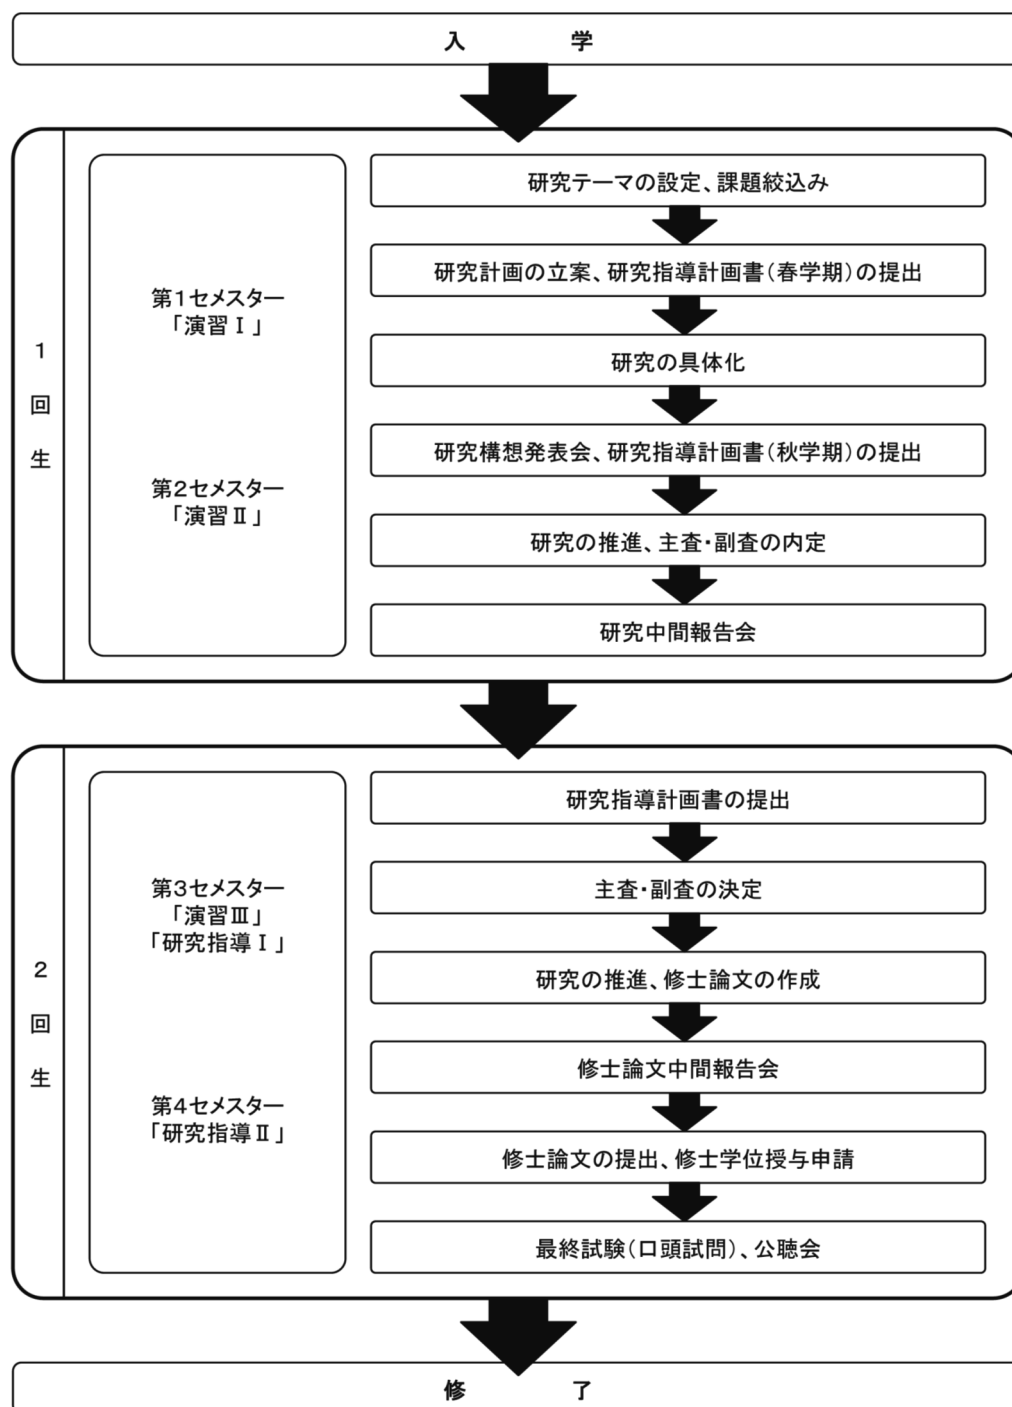 入　学
1
回
生
第1セメスター
「演習Ⅰ」
第2セメスター
「演習Ⅱ」
研究テーマの設定、課題絞込み
研究計画の立案、研究指導計画書(春学期)の提出
研究の具体化
研究構想発表会、研究指導計画書(秋学期)の提出
研究の推進、主査・副査の内定
研究中間報告会
2
回
生
第3セメスター
「演習Ⅲ」
「研究指導Ⅰ」
第4セメスター
「研究指導Ⅱ」
研究指導計画書の提出
主査・副査の決定
研究の推進、修士論文の作成
修士論文中間報告会
修士論文の提出、修士学位授与申請
最終試験(口頭試問)、公聴会
修　了